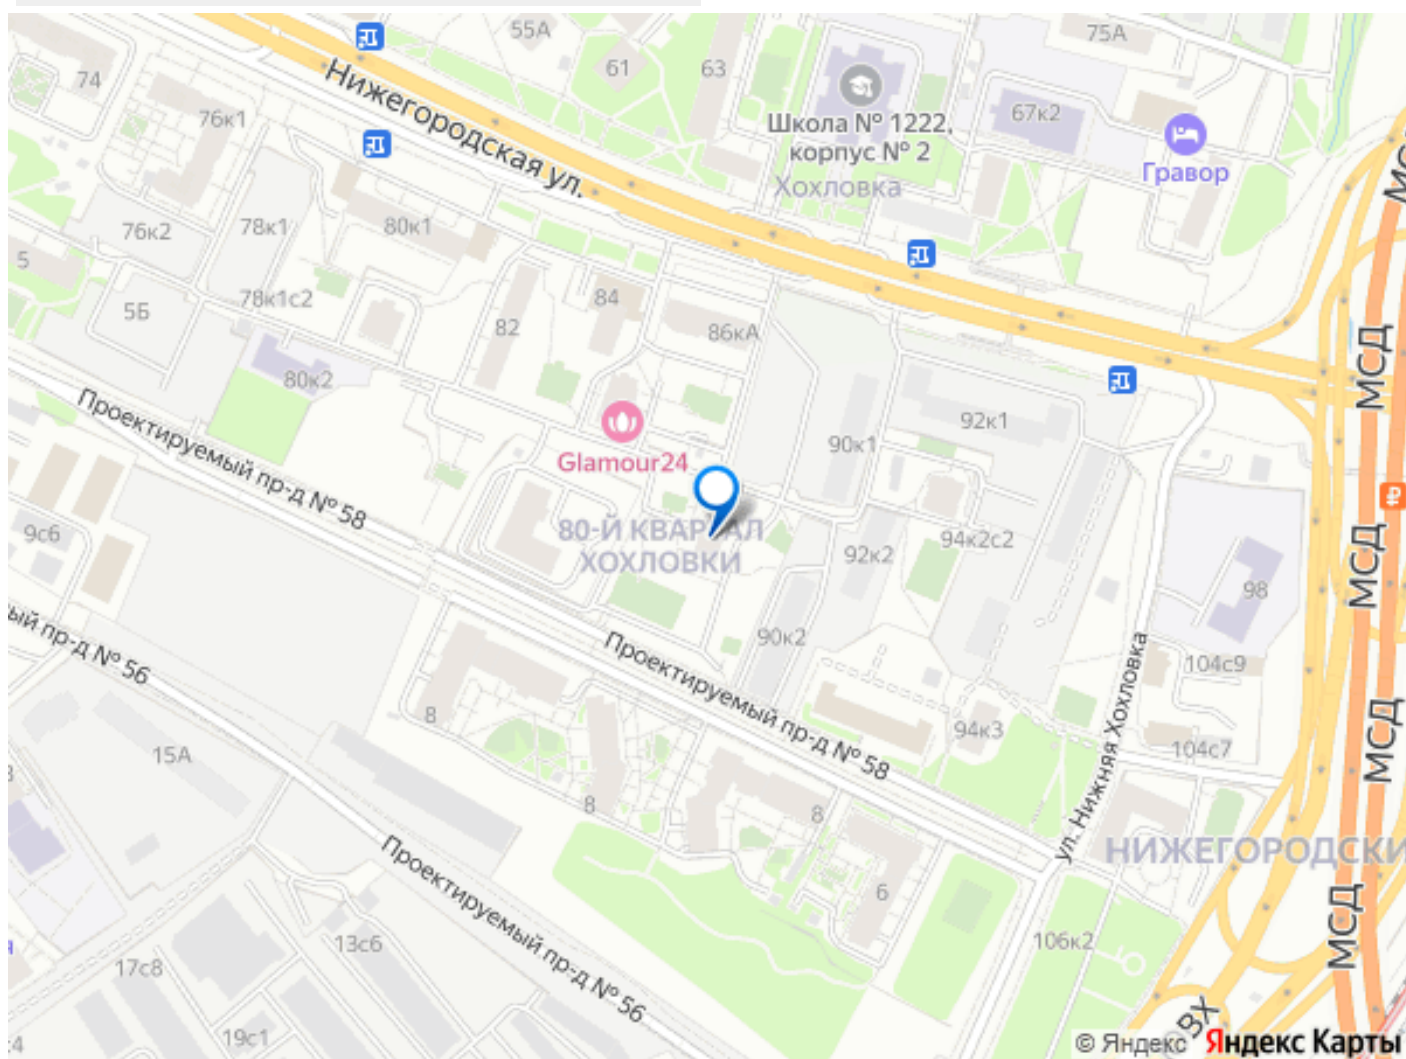 55А
74
61
63
75А
Нижегородская ул.
76к1
Школа № 1222,
корпус № 2
67к2
Хохловка
Гравор
76к2
78к1
80к1
5
78к1с2
5Б
84
82
86кА
80к2
Glamour24
90к1
92к1
Проектируемый пр-д № 58
9с6
80-Й КВАРТАЛ
ХОХЛОВКИ
92к2
94к2с2
98
МСД
МСД
МСД
МСД
90к2
Проектируемый пр-д № 58
ул. Нижняя Хохловка
104с9
8
94к3
104с7
ый пр-д № 56
15А
8
8
6
НИЖЕГОРОДСКИ
Проектируемый пр-д № 56
13с6
17с8
19с1
106к2
ВХ
© Яндекс Яндекс Карты